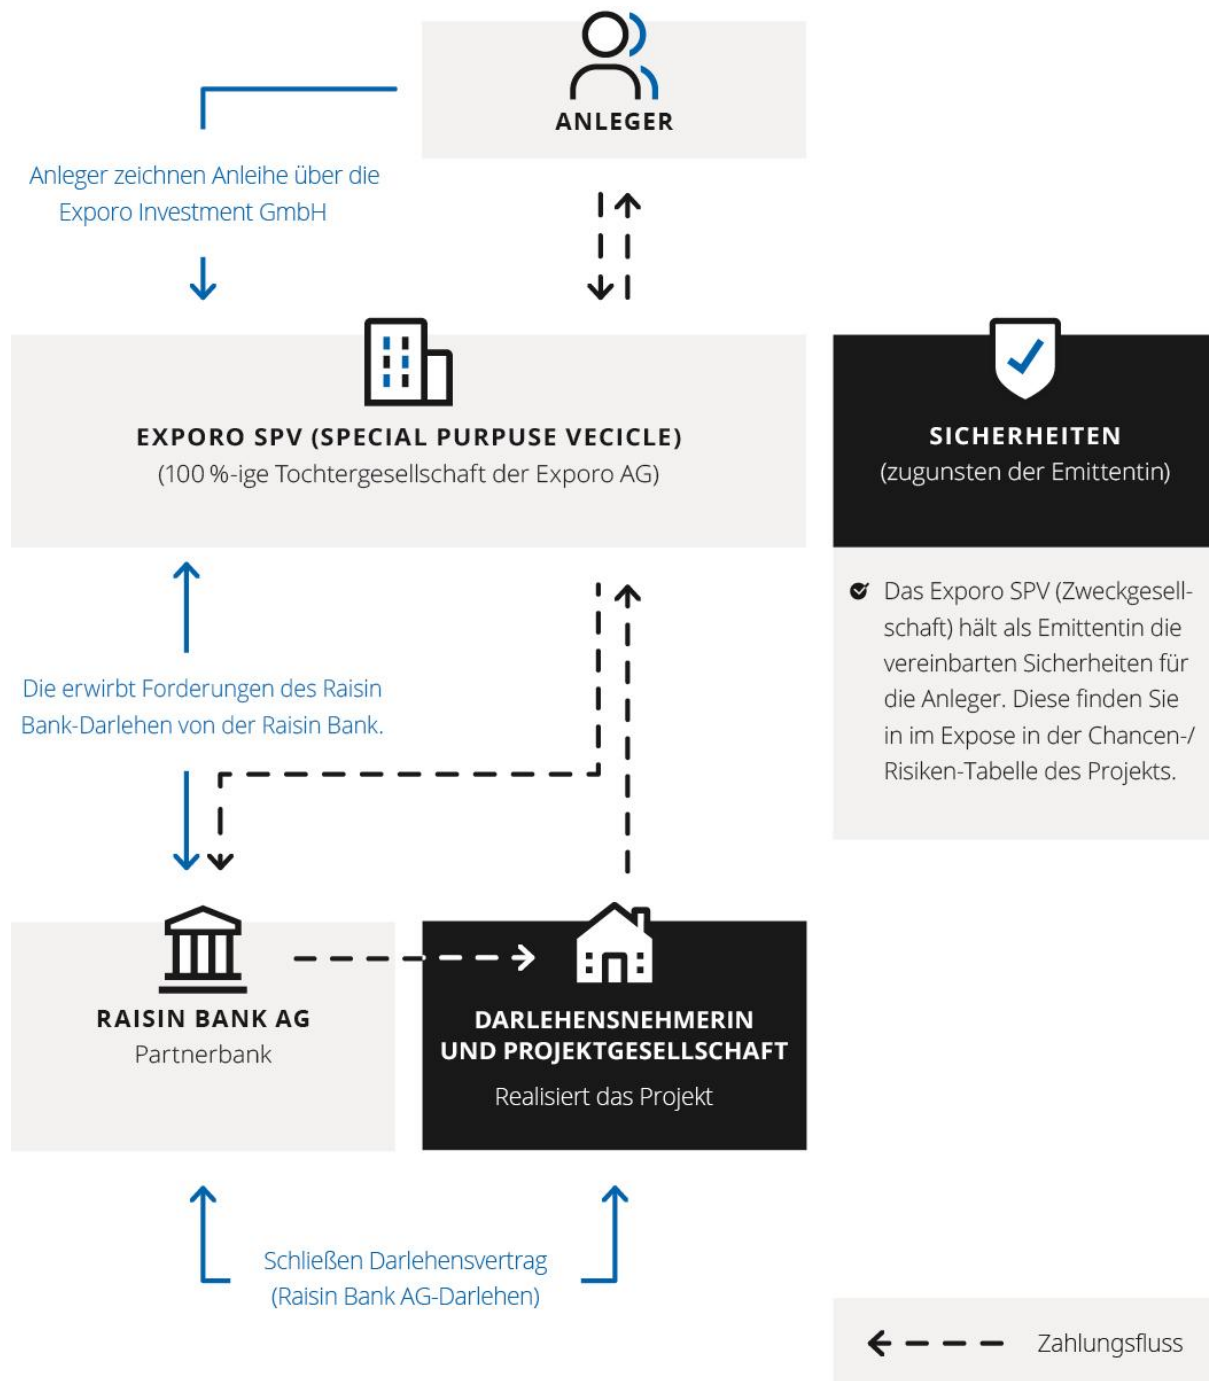 ANLEGER
Anleger zeichnen Anleihe über die
Exporo Investment GmbH
EXPORO SPV (SPECIAL PURPUSE VECICLE)
(100 %-ige Tochtergesellschaft der Exporo AG)
SICHERHEITEN
(zugunsten der Emittentin)
Das Exporo SPV (Zweckgesell-
schaft) hält als Emittentin die
vereinbarten Sicherheiten für
die Anleger. Diese finden Sie
in im Expose in der Chancen-/
Risiken-Tabelle des Projekts.
Die erwirbt Forderungen des Raisin
Bank-Darlehen von der Raisin Bank.
RAISIN BANK AG
Partnerbank
DARLEHENSNEHMERIN
UND PROJEKTGESELLSCHAFT
Realisiert das Projekt
Schließen Darlehensvertrag
(Raisin Bank AG-Darlehen)
Zahlungsfluss